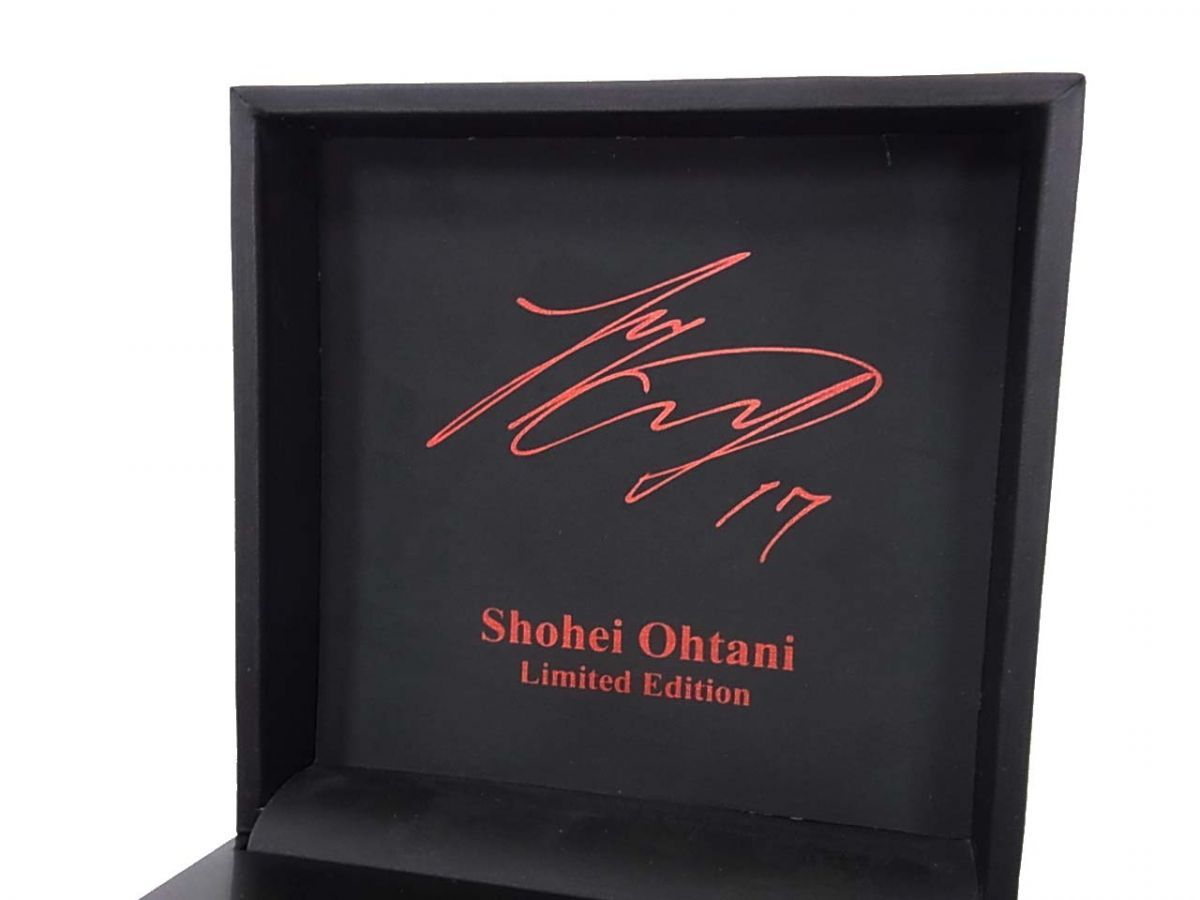 17
Shohei Ohtani
Limited Edition